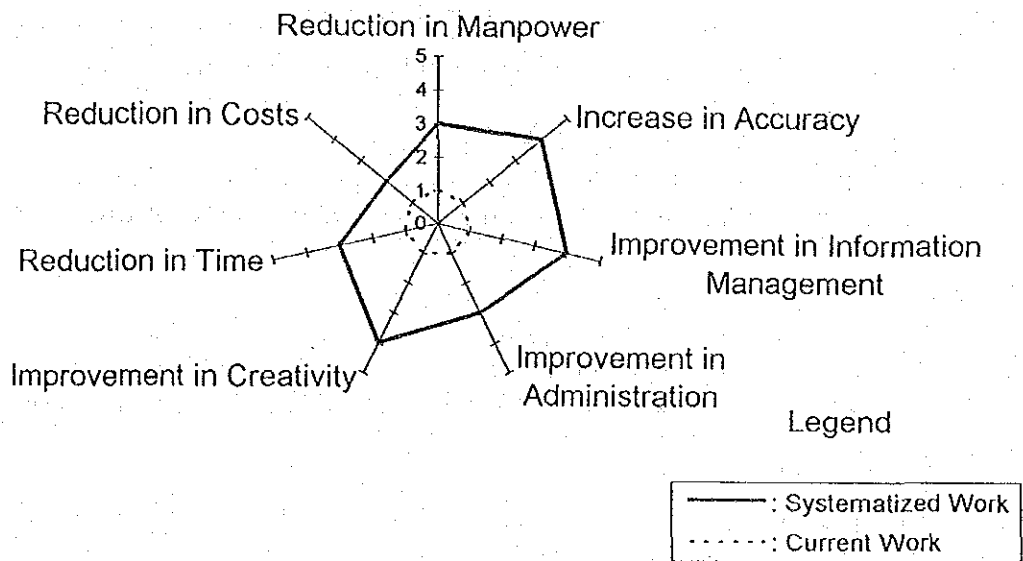 Reduction in Manpower
5
4
3
2
1
0
Reduction in Costs
Increase in Accuracy
Reduction in Time
Improvement in Information
Management
Improvement in Creativity
Improvement in
Administration
Legend
: Systematized Work
: Current Work